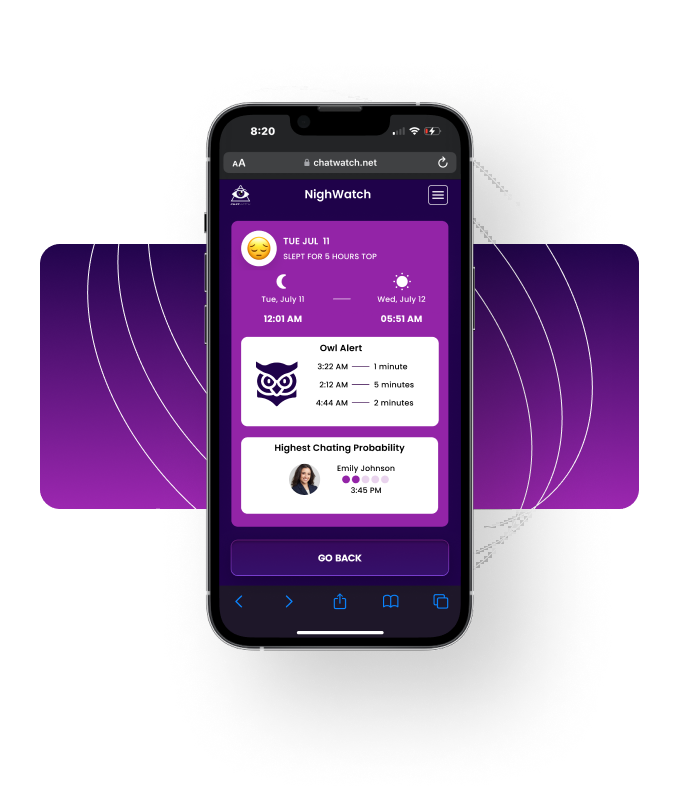 8:20
AA chatwatch.net
NighWatch
TUE JUL 11
SLEPT FOR 5 HOURS TOP
Tue, July 11
Wed, July 12
12:01 AM
05:51 AM
Owl Alert
3:22 AM 1 minute
2:12 AM 5 minutes
4:44 AM 2 minutes
Highest Chating Probability
Emily Johnson
3:45 PM
GO BACK